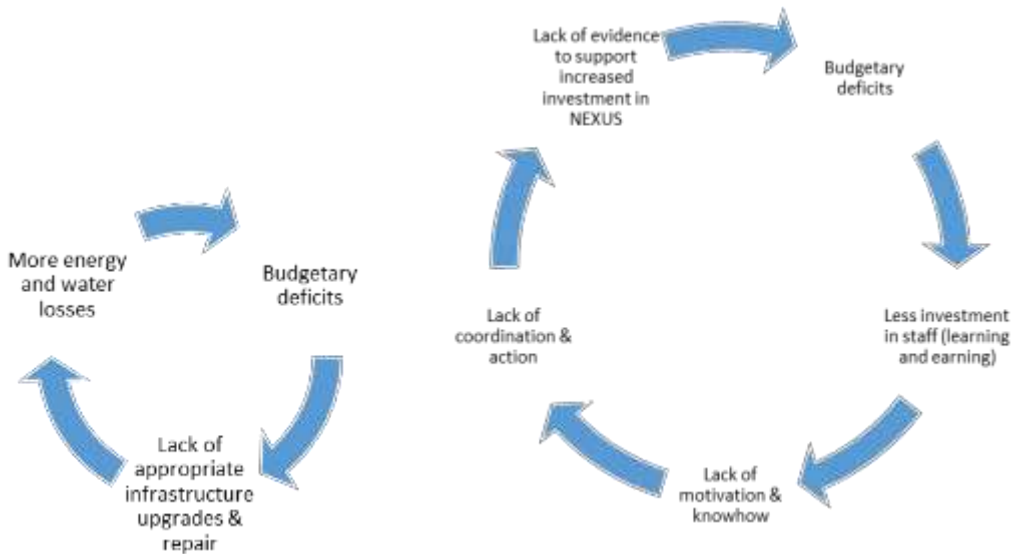 More energy
and water
losses
Budgetary
deficits
Lack of
appropriate
infrastructure
upgrades &
repair
Lack of evidence
to support
increased
investment in
NEXUS
Budgetary
deficits
Less investment
in staff (learning
and earning)
Lack of
motivation &
knowhow
Lack of
coordination &
action